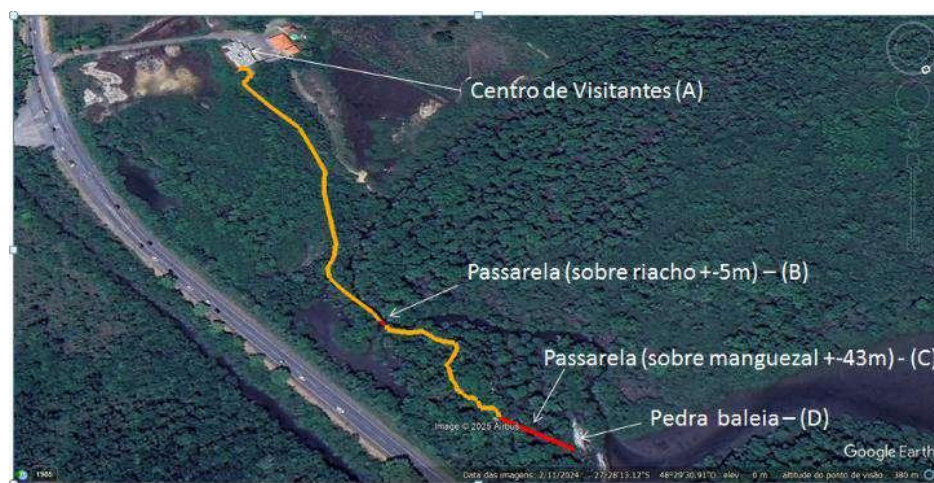 Centro de Visitantes (A)
Passarela (sobre riacho +-5m) – (B)
Passarela (sobre manguezal +-43m) - (C)
Pedra baleia – (D)
Image © 2025 Airbus
Google Earth
1985
Data das imagens: 2/11/2024 27°28'13.12"S 48°29'30.91"O elev 0 m altitude do ponto de visão 380 m